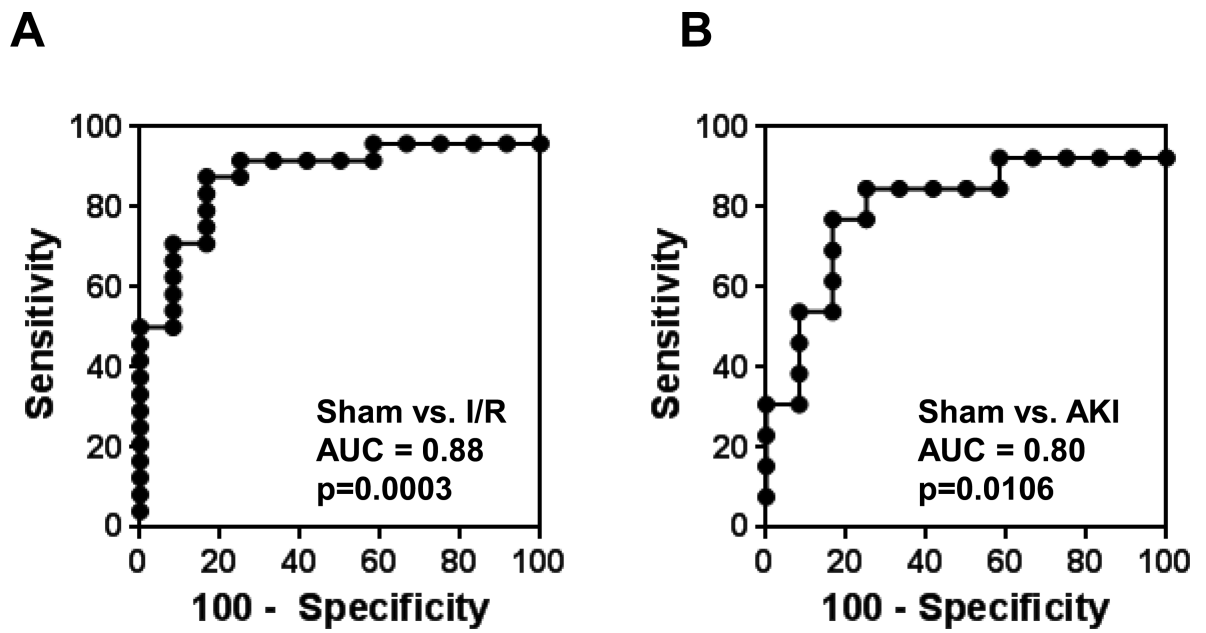 A
100
80
60
40
20
0
Sensitivity
Sham vs. I/R
AUC = 0.88
p=0.0003
0 20 40 60 80 100
100 - Specificity
B
100
80
60
40
20
0
Sensitivity
Sham vs. AKI
AUC = 0.80
p=0.0106
0 20 40 60 80 100
100 - Specificity